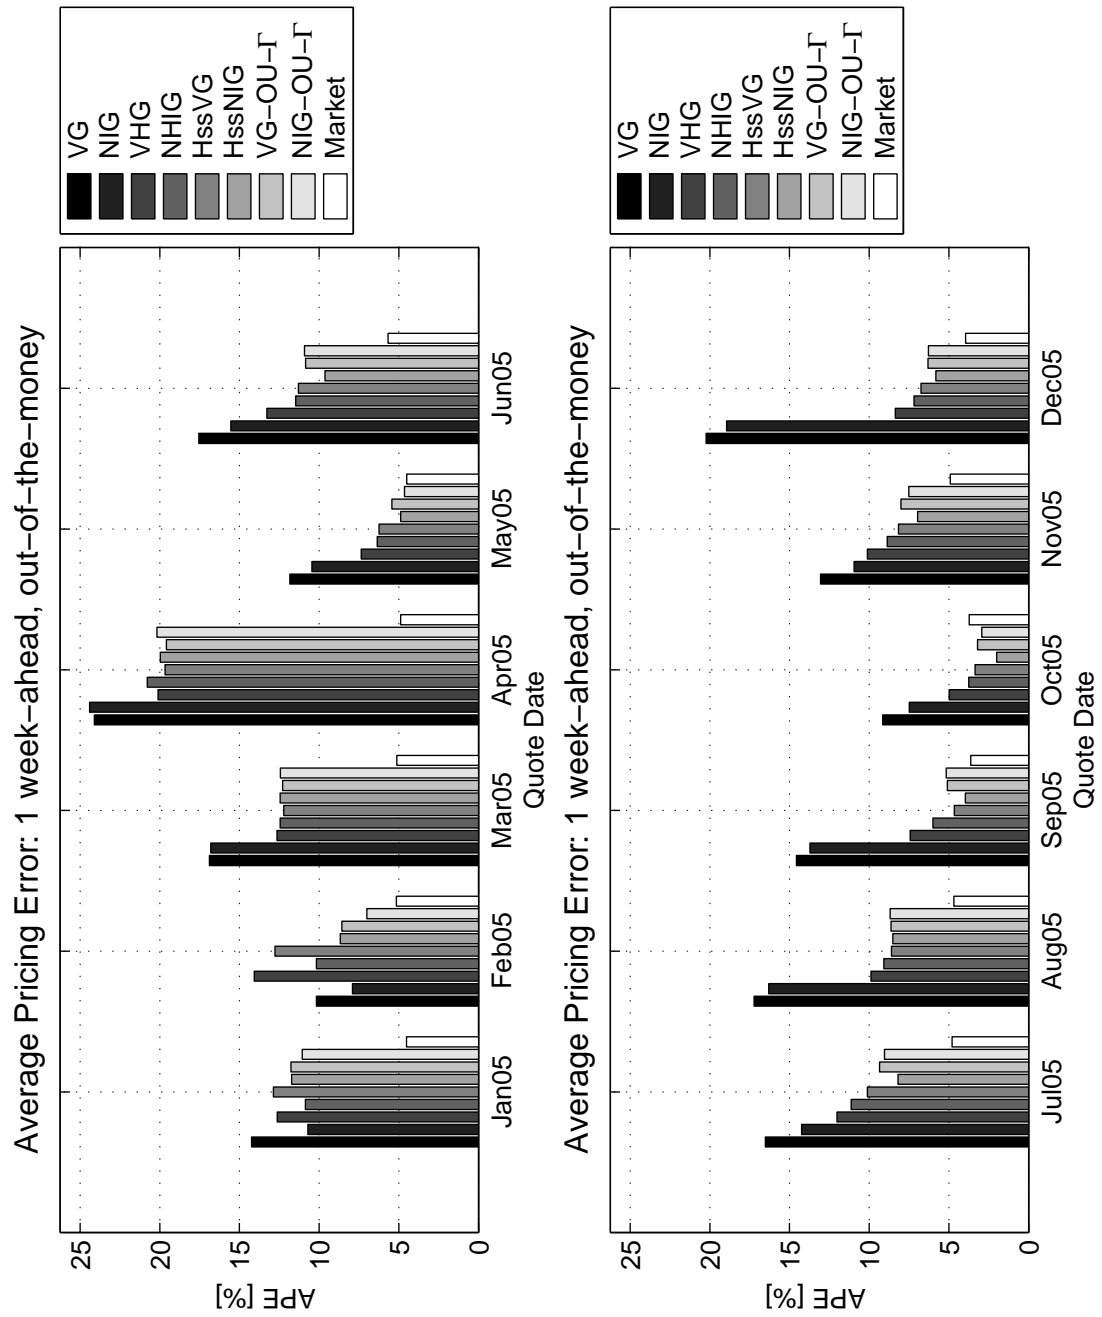 Average Pricing Error: 1 week−ahead, out−of−the−money
APE [%]
25
20
15
10
5
0
Jan05
Feb05
Mar05
Apr05
May05
Jun05
Quote Date
VG
NIG
VHG
NHIG
HssVG
HssNIG
VG−OU−Γ
NIG−OU−Γ
Market
Average Pricing Error: 1 week−ahead, out−of−the−money
APE [%]
25
20
15
10
5
0
Jul05
Aug05
Sep05
Oct05
Nov05
Dec05
Quote Date
VG
NIG
VHG
NHIG
HssVG
HssNIG
VG−OU−Γ
NIG−OU−Γ
Market